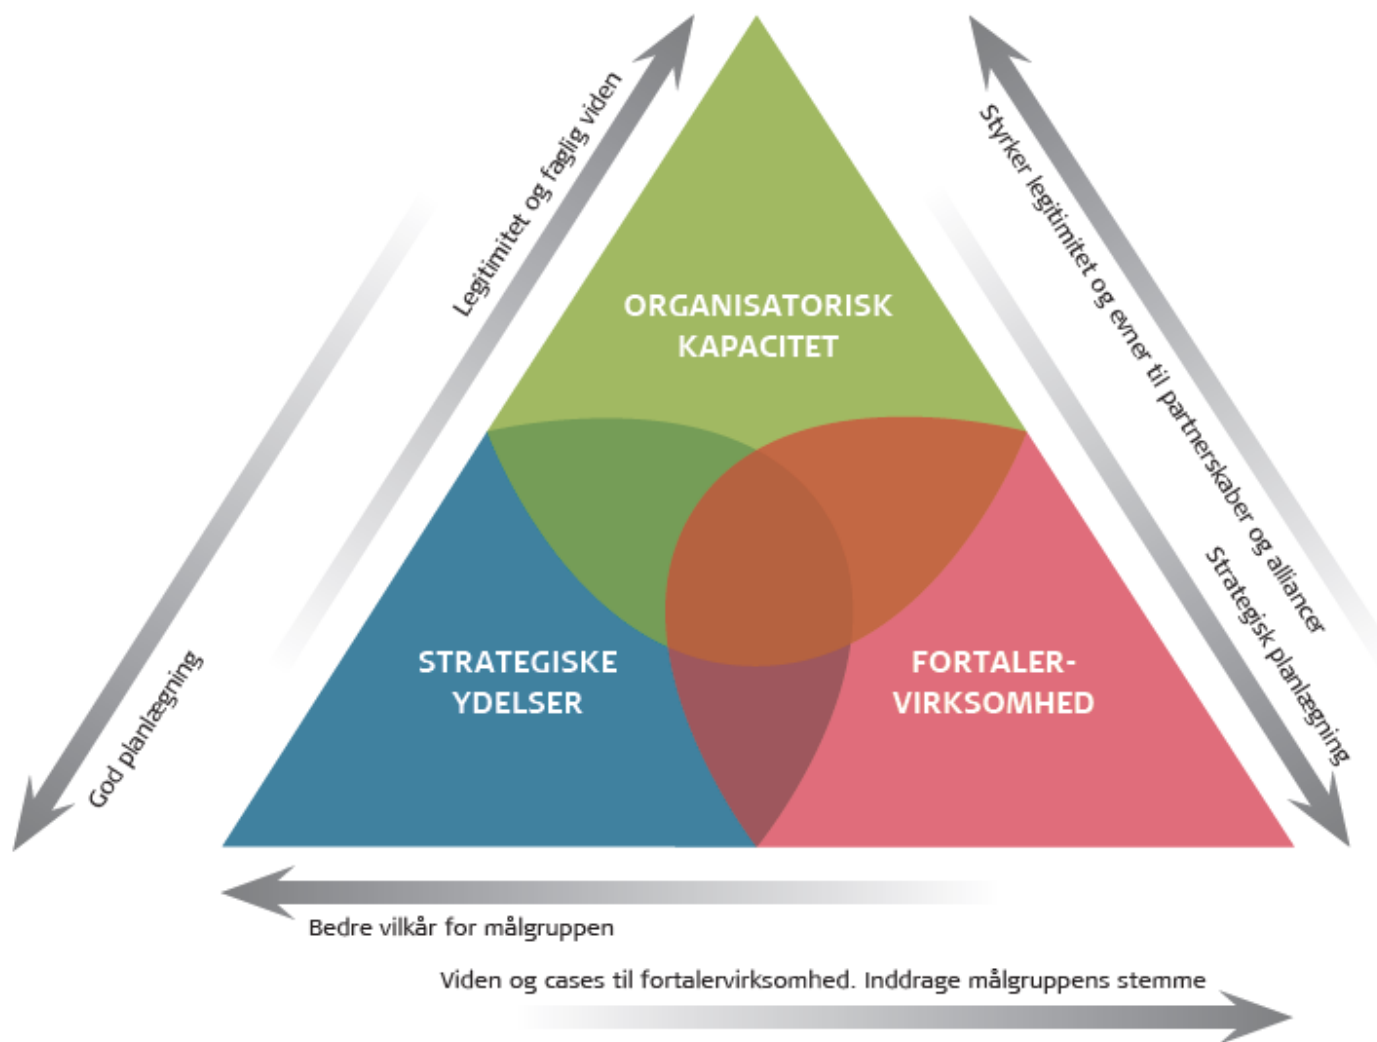 Legitimitet og faglig viden
Styrker legitimitet og evner til partnerskaber og alliancer
ORGANISATORISK
KAPACITET
God planlægning
Strategisk planlægning
STRATEGISKE
YDELSER
FORTALER-
VIRKSOMHED
Bedre vilkår for målgruppen
Viden og cases til fortalervirksomhed. Inddrage målgruppens stemme